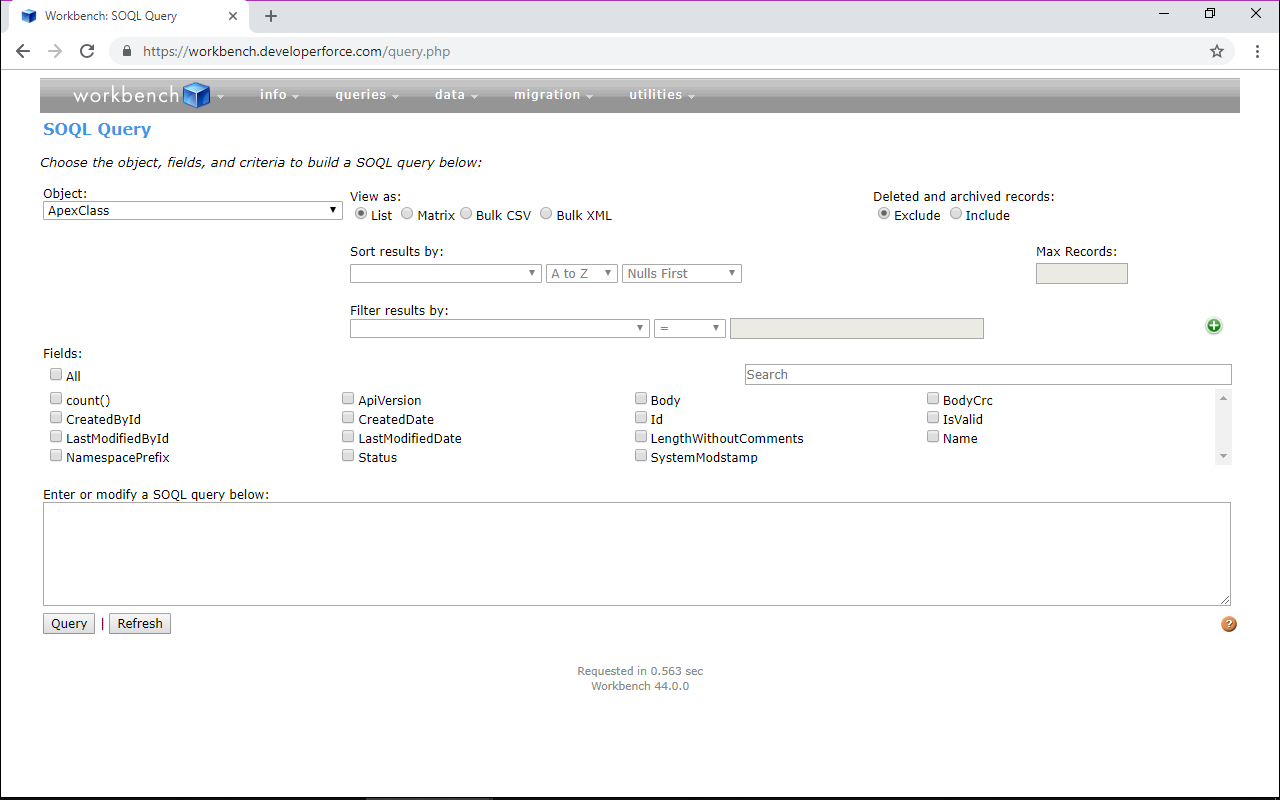 Workbench: SOQL Query
https://workbench.developerforce.com/query.php
workbench info queries data migration utilities
SOQL Query
Choose the object, fields, and criteria to build a SOQL query below:
Object:
ApexClass
View as:
List Matrix Bulk CSV Bulk XML
Deleted and archived records:
Exclude Include
Sort results by:
A to Z Nulls First
Max Records:
Filter results by:
=
Fields:
All
Search
count() ApiVersion Body BodyCrc
CreatedById CreatedDate Id IsValid
LastModifiedById LastModifiedDate LengthWithoutComments Name
NamespacePrefix Status SystemModstamp
Enter or modify a SOQL query below:
Query | Refresh
?
Requested in 0.563 sec
Workbench 44.0.0